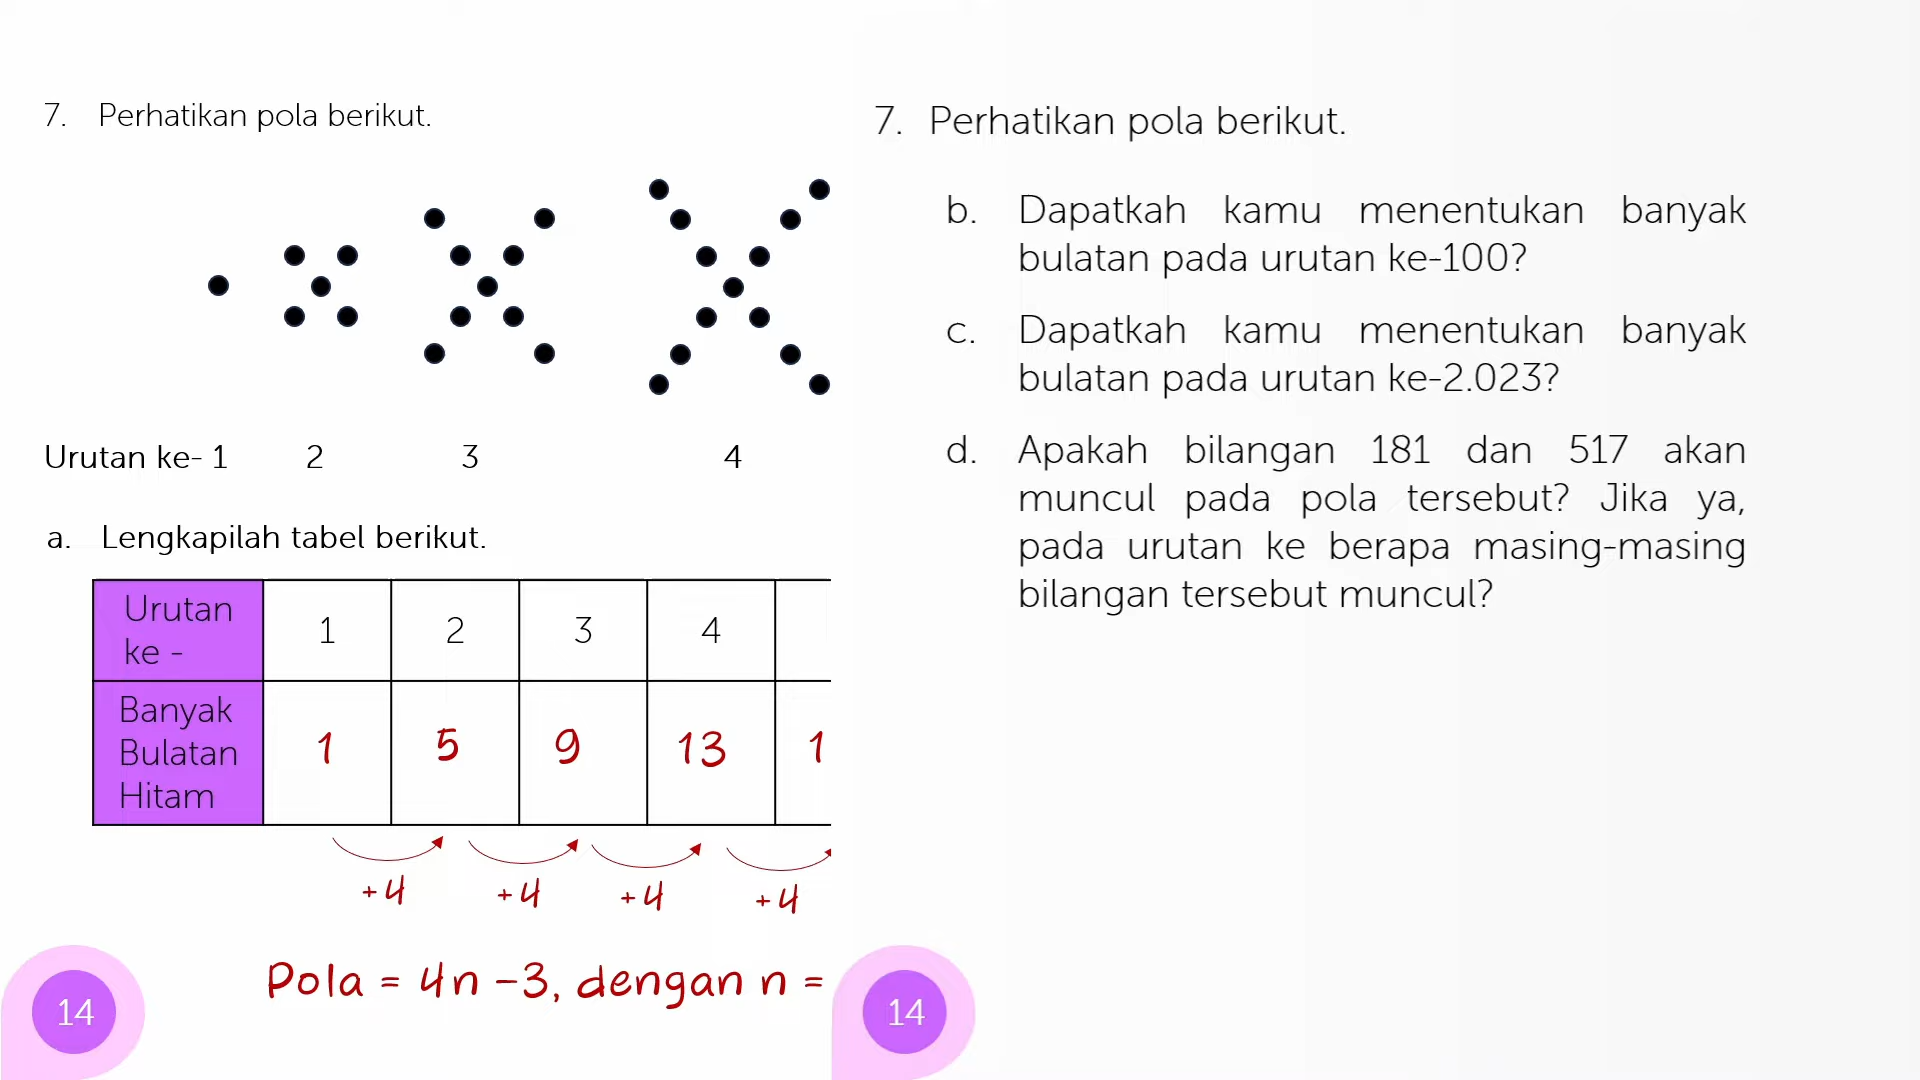 7. Perhatikan pola berikut.
Urutan ke- 1 2 3 4
a. Lengkapilah tabel berikut.
Urutan
ke -
1 2 3 4
Banyak
Bulatan
Hitam
1 5 9 13 1
+4 +4 +4 +4
Pola = 4n -3, dengan n =
14
7. Perhatikan pola berikut.
b. Dapatkah kamu menentukan banyak
bulatan pada urutan ke-100?
c. Dapatkah kamu menentukan banyak
bulatan pada urutan ke-2.023?
d. Apakah bilangan 181 dan 517 akan
muncul pada pola tersebut? Jika ya,
pada urutan ke berapa masing-masing
bilangan tersebut muncul?
14